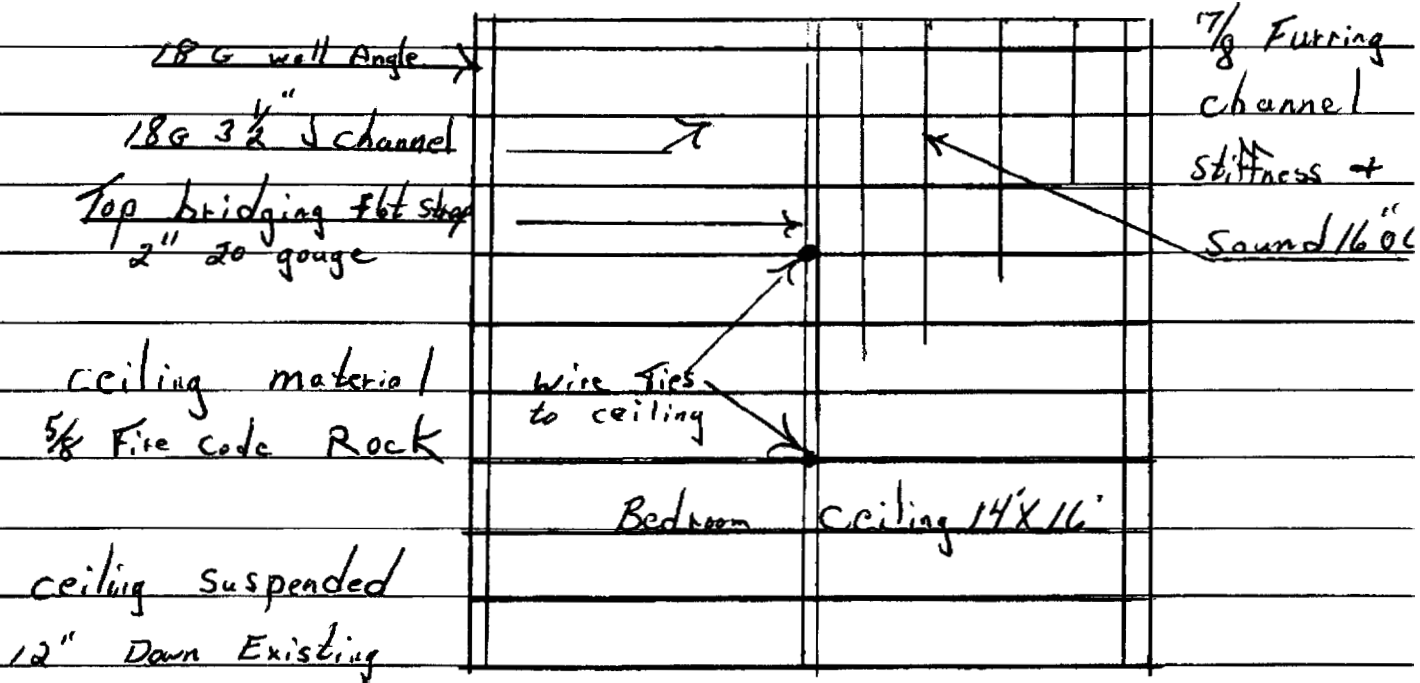 18 G wall Angle
18G 3 1/2" J channel
Top bridging flat strap
2" 20 gouge
ceiling material
5/8 Fire Code Rock
ceiling Suspended
12" Down Existing
wire Ties
to ceiling
Bedroom ceiling 14'X16'
7/8 Furring
channel
stiffness +
Sound 16" OC